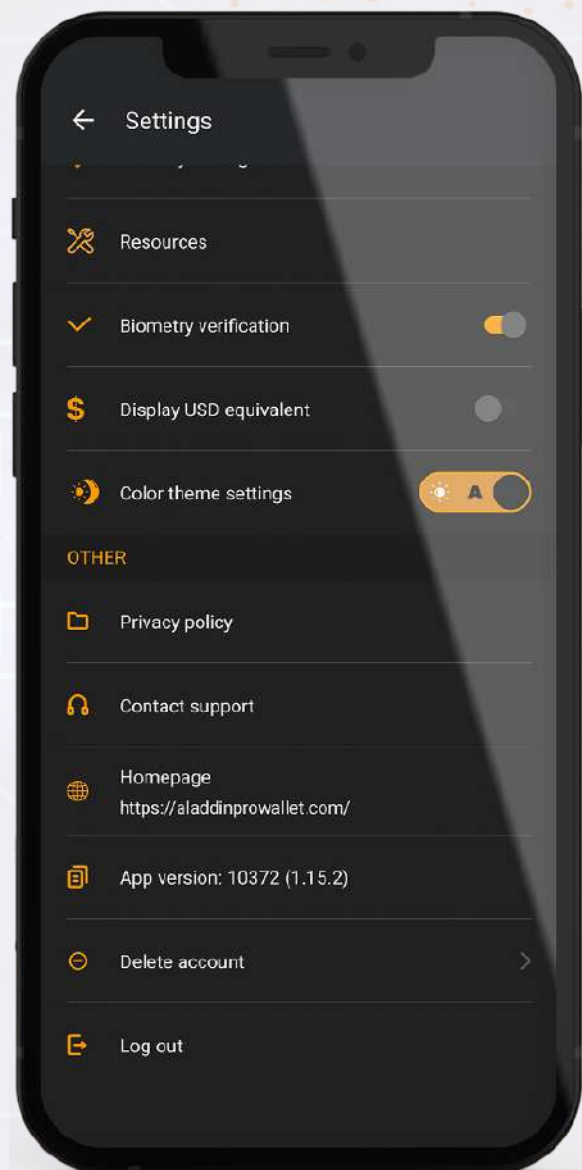 Settings
Resources
Biometry verification
$ Display USD equivalent
Color theme settings
A
OTHER
Privacy policy
Contact support
Homepage
https://aladdinprowallet.com/
App version: 10372 (1.15.2)
Delete account
Log out